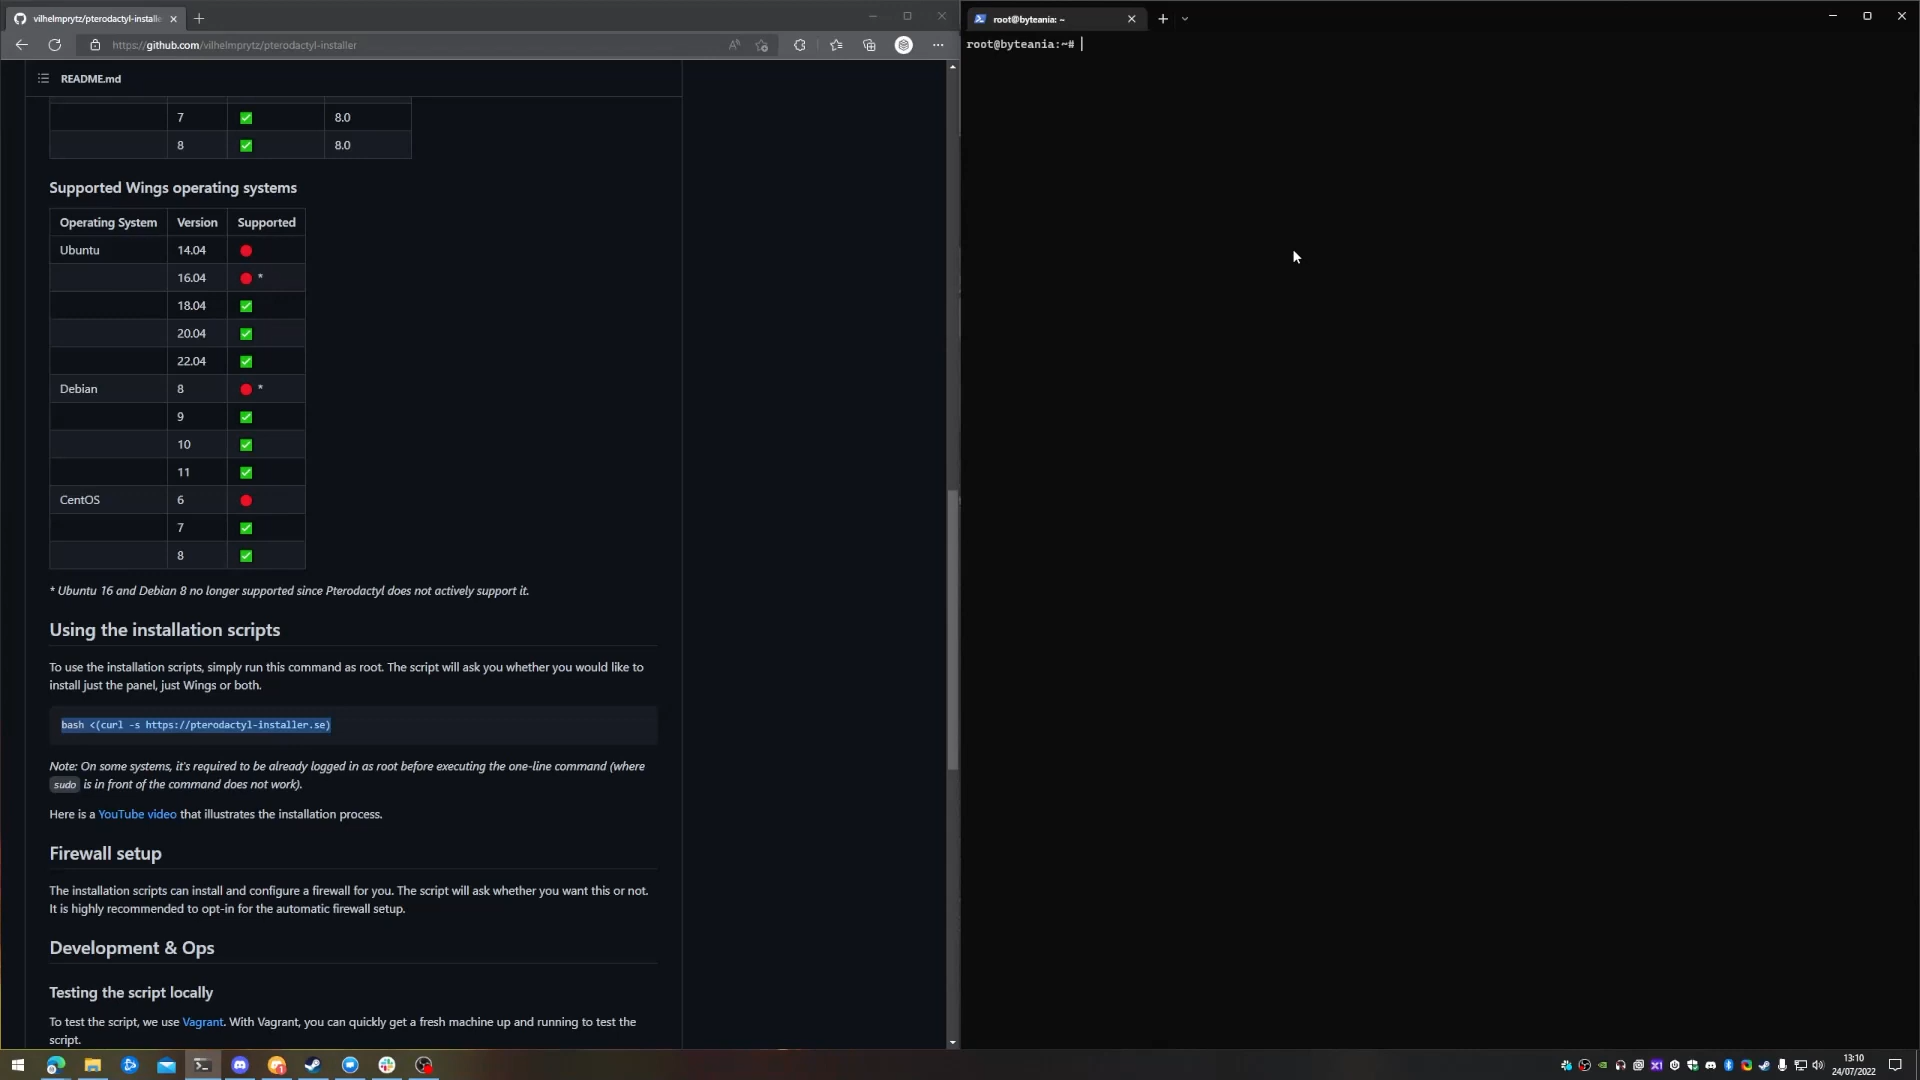 vilhelmprytz/pterodactyl-installe
https://github.com/vilhelmprytz/pterodactyl-installer
README.md
7 ✅ 8.0
8 ✅ 8.0
Supported Wings operating systems
Operating System Version Supported
Ubuntu 14.04 🔴
16.04 🔴 *
18.04 ✅
20.04 ✅
22.04 ✅
Debian 8 🔴 *
9 ✅
10 ✅
11 ✅
CentOS 6 🔴
7 ✅
8 ✅
* Ubuntu 16 and Debian 8 no longer supported since Pterodactyl does not actively support it.
Using the installation scripts
To use the installation scripts, simply run this command as root. The script will ask you whether you would like to
install just the panel, just Wings or both.
bash <(curl -s https://pterodactyl-installer.se)
Note: On some systems, it's required to be already logged in as root before executing the one-line command (where
sudo is in front of the command does not work).
Here is a YouTube video that illustrates the installation process.
Firewall setup
The installation scripts can install and configure a firewall for you. The script will ask whether you want this or not.
It is highly recommended to opt-in for the automatic firewall setup.
Development & Ops
Testing the script locally
To test the script, we use Vagrant. With Vagrant, you can quickly get a fresh machine up and running to test the
script.
root@byteania: ~
root@byteania:~#
13:10
24/07/2022